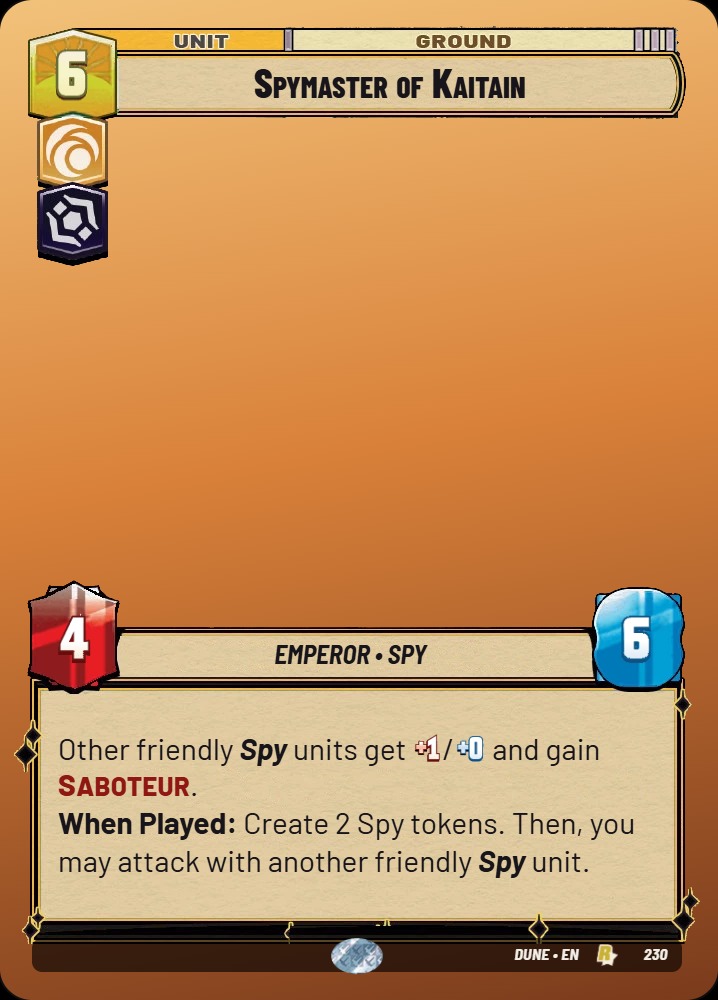 UNIT
GROUND
6
SPYMASTER OF KAITAIN
4
EMPEROR • SPY
6
Other friendly Spy units get +1/+0 and gain
SABOTEUR.
When Played: Create 2 Spy tokens. Then, you
may attack with another friendly Spy unit.
DUNE • EN
R
230